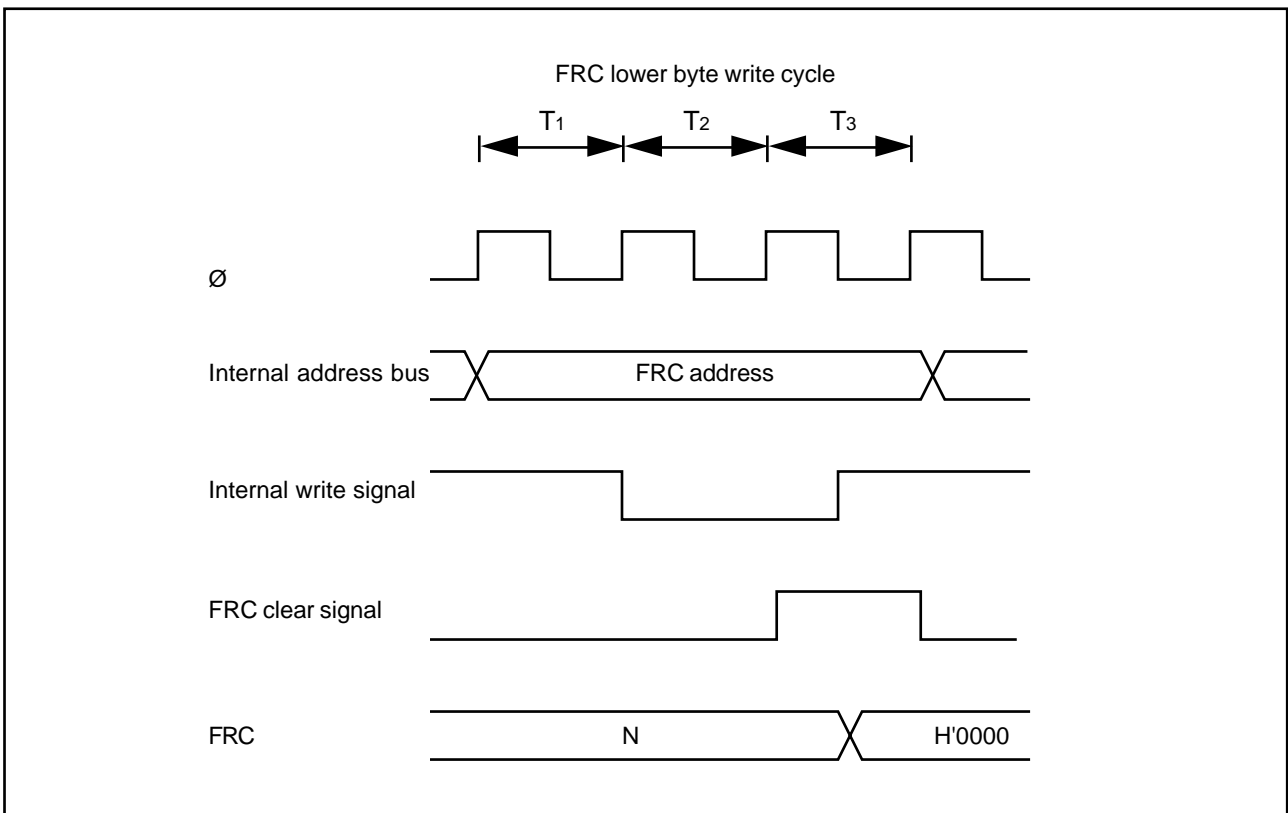 FRC lower byte write cycle
T1 T2 T3
Ø
Internal address bus FRC address
Internal write signal
FRC clear signal
FRC N H'0000